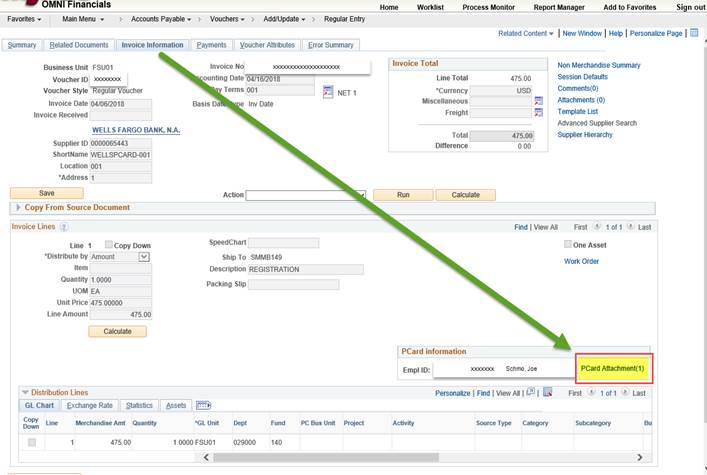 OMNI Financials
Home Worklist Process Monitor Report Manager Add to Favorites Sign out
Favorites Main Menu > Accounts Payable > Vouchers > Add/Update > Regular Entry
Related Content New Window Help Personalize Page
Summary Related Documents Invoice Information Payments Voucher Attributes Error Summary
Business Unit FSU01 Invoice No xxxxxxxxxxxxxxxxxxxx
Voucher ID xxxxxxxx Accounting Date 04/16/2018
Voucher Style Regular Voucher Pay Terms 001 NET 1
Invoice Date 04/06/2018 Basis Date Type Inv Date
Invoice Received
WELLS FARGO BANK, N.A.
Supplier ID 0000065443
ShortName WELLSPCARD-001
Location 001
*Address 1
Invoice Total
Line Total 475.00
*Currency USD
Miscellaneous
Freight
Total 475.00
Difference 0.00
Non Merchandise Summary
Session Defaults
Comments(0)
Attachments (0)
Template List
Advanced Supplier Search
Supplier Hierarchy
Save Action Run Calculate
Copy From Source Document
Invoice Lines Find View All First 1 of 1 Last
Line 1 Copy Down
*Distribute by Amount
Item
Quantity 1.0000
UOM EA
Unit Price 475.00000
Line Amount 475.00
Calculate
SpeedChart
Ship To SMMB149
Description REGISTRATION
Packing Slip
One Asset
Work Order
PCard information
Empl ID: xxxxxxx Schmo, Joe PCard Attachment(1)
Distribution Lines Personalize Find View All First 1 of 1 Last
GL Chart Exchange Rate Statistics Assets
Copy Down Line Merchandise Amt Quantity *GL Unit Dept Fund PC Bus Unit Project Activity Source Type Category Subcategory Bu
1 475.00 1.0000 FSU01 029000 140